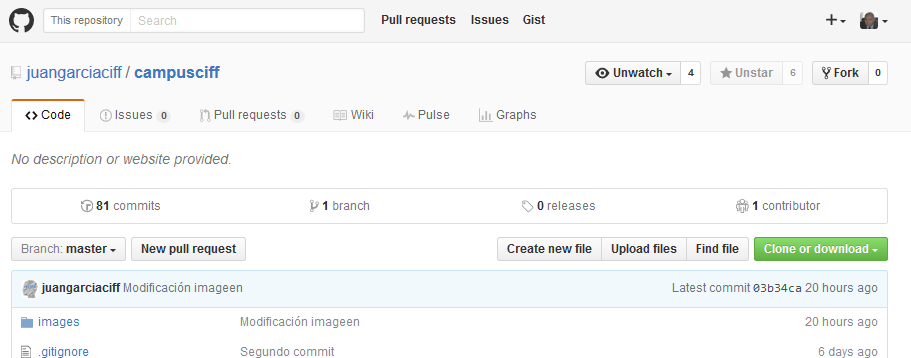 This repository Search Pull requests Issues Gist
juangarciaciff / campusciff Unwatch 4 Unstar 6 Fork 0
Code Issues 0 Pull requests 0 Wiki Pulse Graphs
No description or website provided.
81 commits 1 branch 0 releases 1 contributor
Branch: master New pull request Create new file Upload files Find file Clone or download
juangarciaciff Modificación imageen Latest commit 03b34ca 20 hours ago
images Modificación imageen 20 hours ago
.gitignore Segundo commit 6 days ago